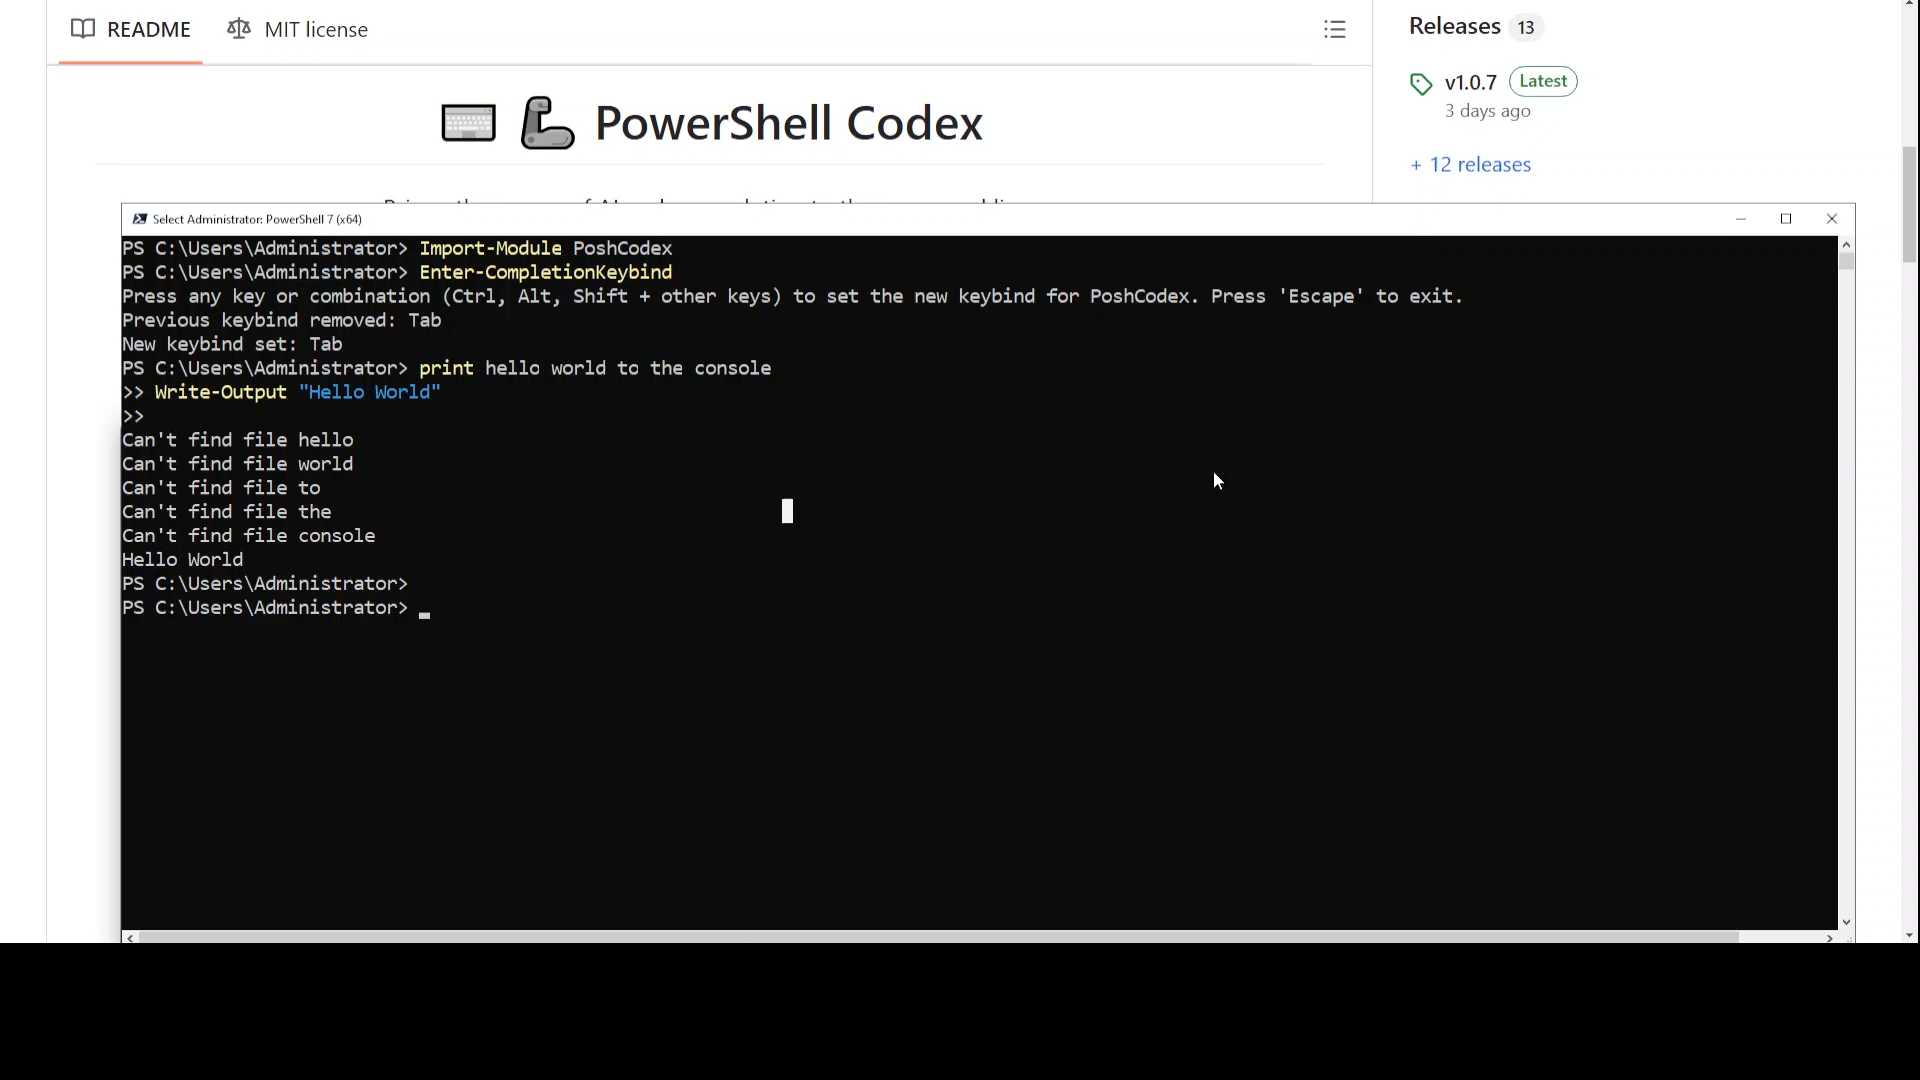 README
MIT license
Releases 13
v1.0.7 Latest
3 days ago
+ 12 releases
PowerShell Codex
Select Administrator: PowerShell 7 (x64)
PS C:\Users\Administrator> Import-Module PoshCodex
PS C:\Users\Administrator> Enter-CompletionKeybind
Press any key or combination (Ctrl, Alt, Shift + other keys) to set the new keybind for PoshCodex. Press 'Escape' to exit.
Previous keybind removed: Tab
New keybind set: Tab
PS C:\Users\Administrator> print hello world to the console
>> Write-Output "Hello World"
>>
Can't find file hello
Can't find file world
Can't find file to
Can't find file the
Can't find file console
Hello World
PS C:\Users\Administrator>
PS C:\Users\Administrator>